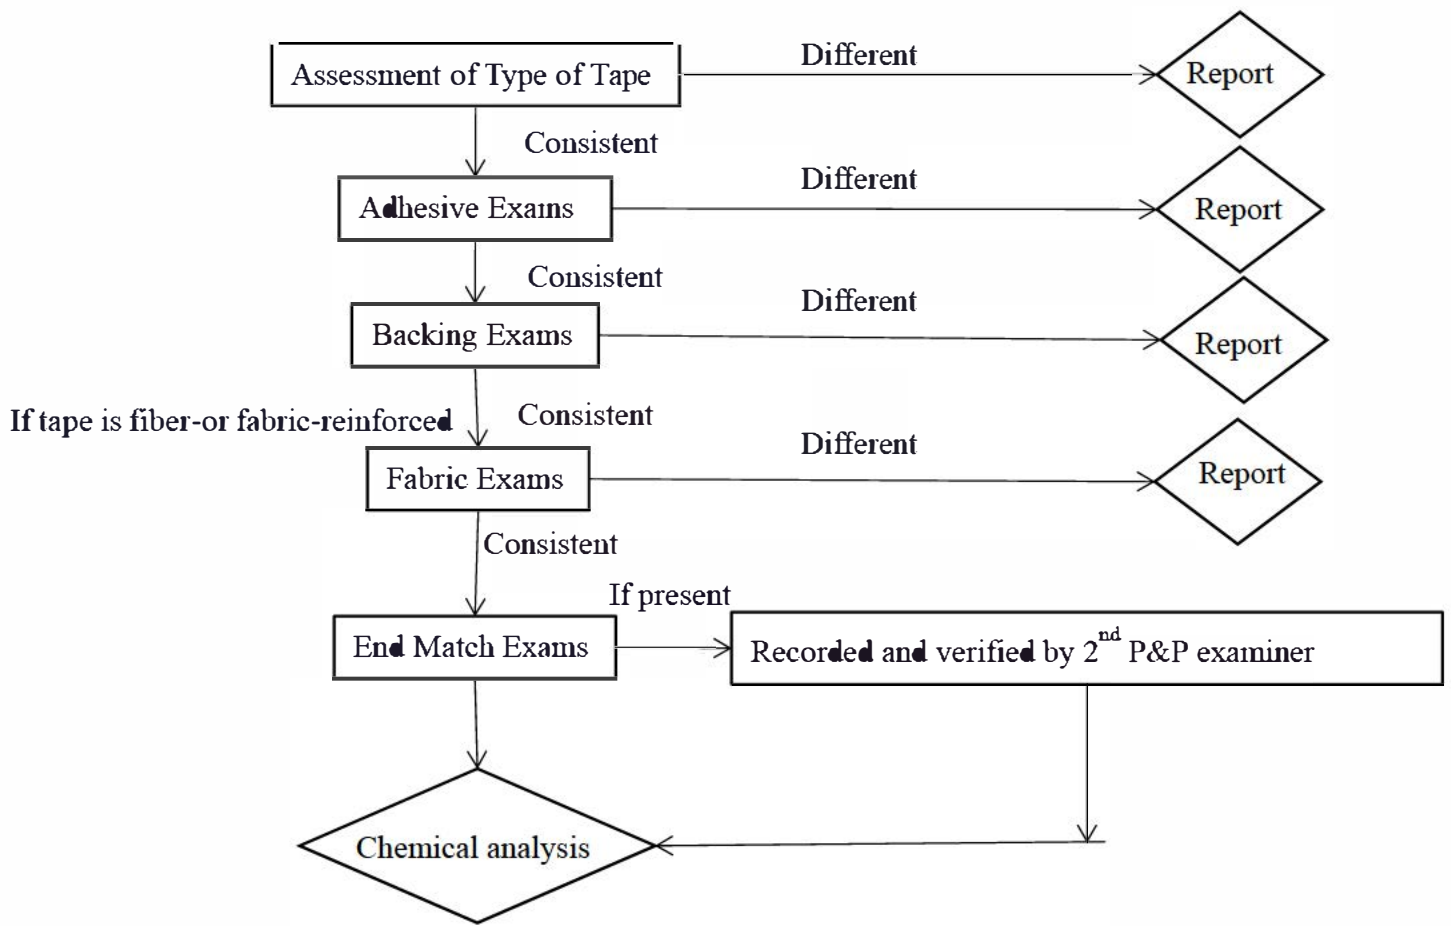 Assessment of Type of Tape
Different
Report
Consistent
Adhesive Exams
Different
Report
Consistent
Backing Exams
Different
Report
If tape is fiber-or fabric-reinforced
Consistent
Fabric Exams
Different
Report
Consistent
End Match Exams
If present
Recorded and verified by 2nd P&P examiner
Chemical analysis